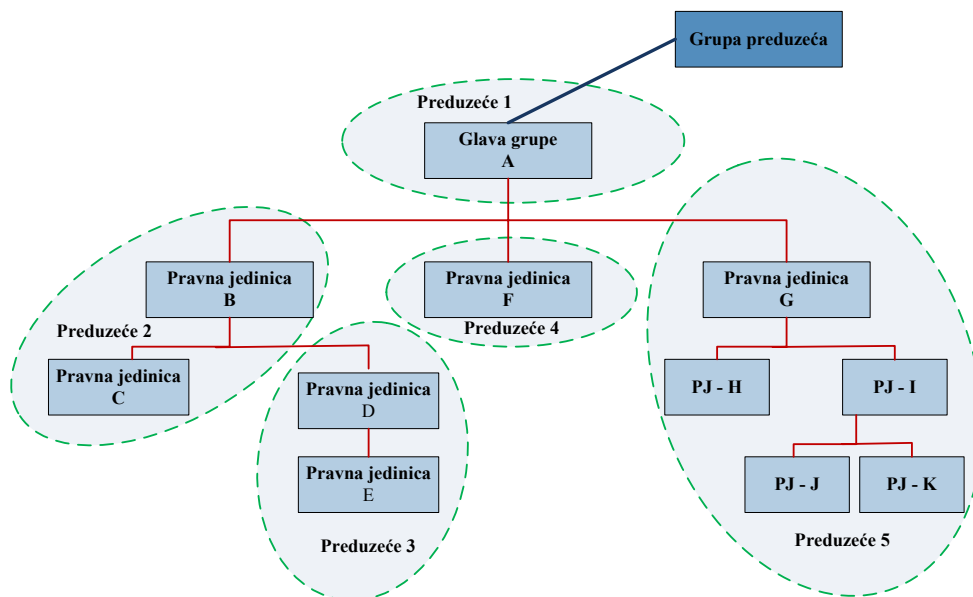 Grupa preduzeća
Preduzeće 1
Glava grupe
A
Pravna jedinica
B
Pravna jedinica
F
Pravna jedinica
G
Preduzeće 2
Preduzeće 4
Pravna jedinica
C
Pravna jedinica
D
PJ - H
PJ - I
Pravna jedinica
E
PJ - J
PJ - K
Preduzeće 3
Preduzeće 5